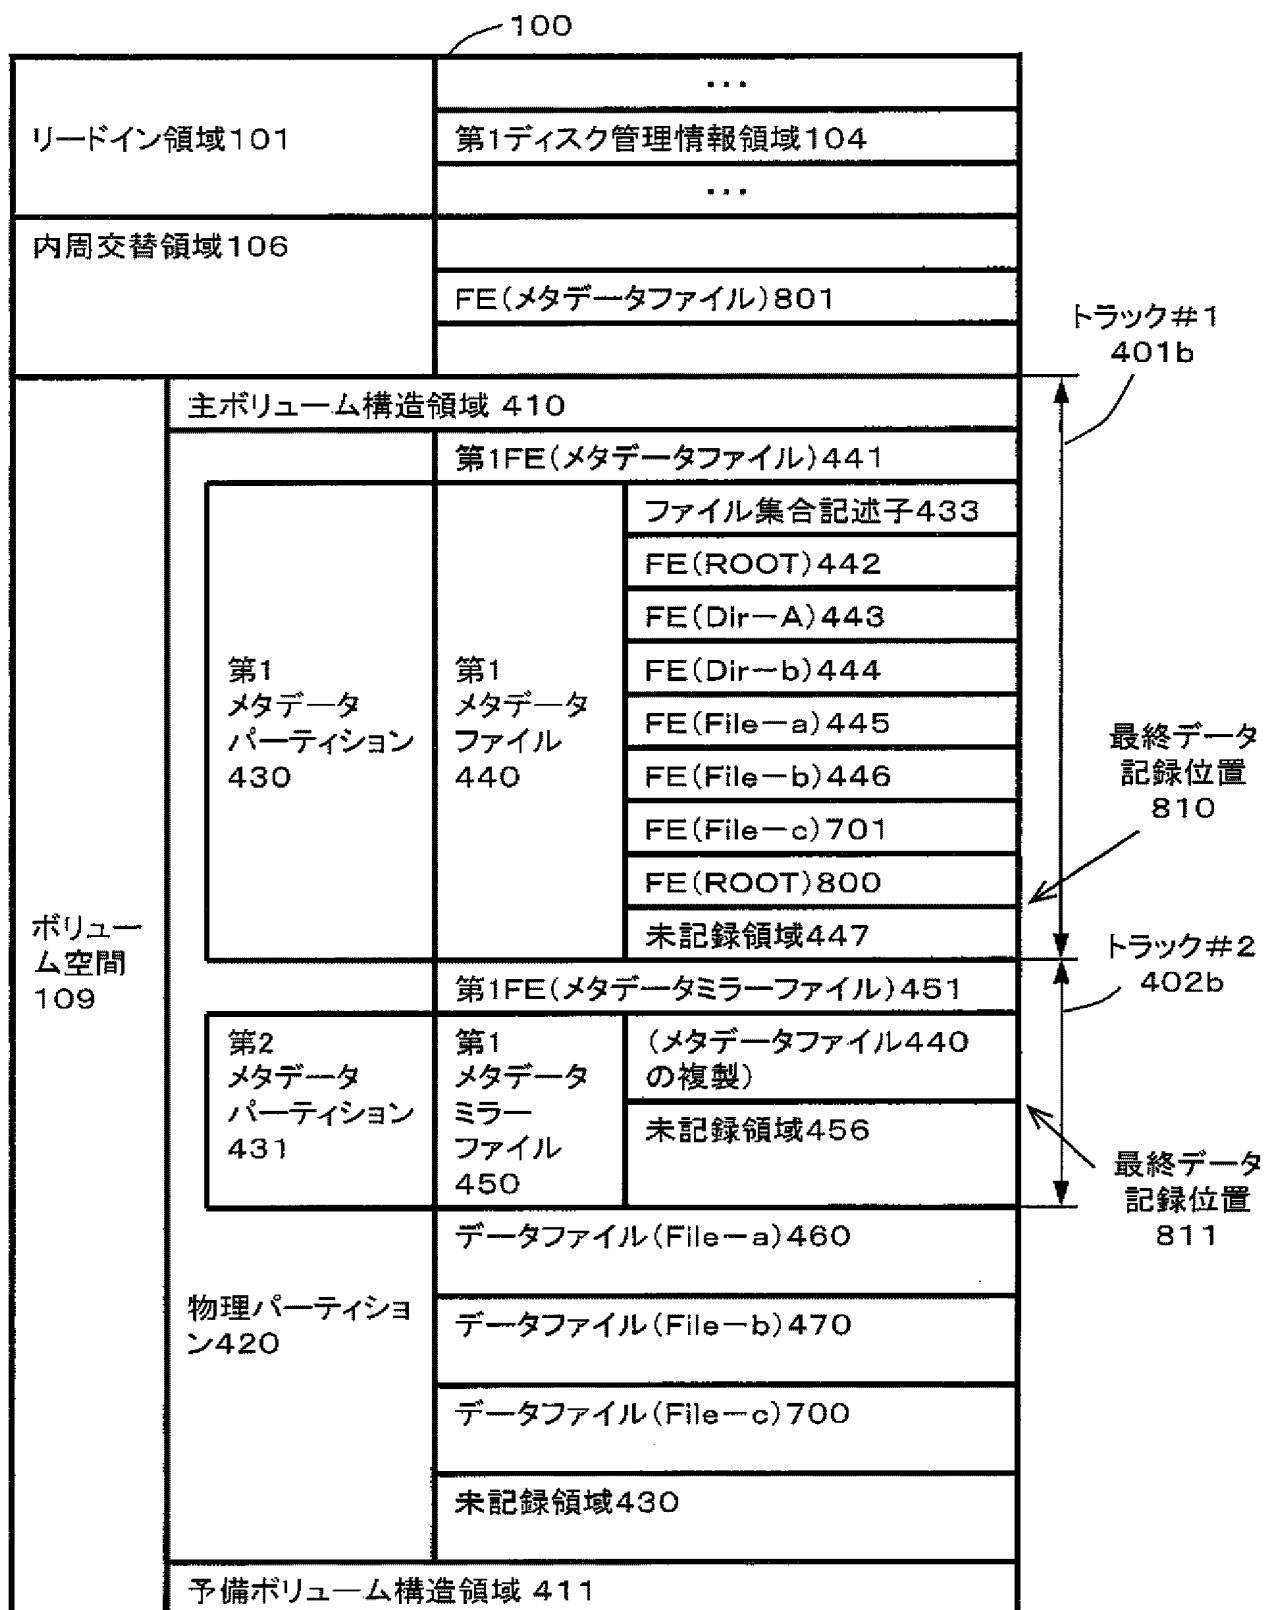 100
・・・
リードイン領域101
第1ディスク管理情報領域104
・・・
内周交替領域106
FE(メタデータファイル)801
トラック#1
401b
主ボリューム構造領域 410
第1FE(メタデータファイル)441
ファイル集合記述子433
FE(ROOT)442
FE(Dir－A)443
FE(Dir－b)444
FE(File－a)445
FE(File－b)446
FE(File－c)701
FE(ROOT)800
未記録領域447
第1
メタデータ
パーティション
430
第1
メタデータ
ファイル
440
最終データ
記録位置
810
ボリュー
ム空間
109
トラック#2
402b
第1FE(メタデータミラーファイル)451
第2
メタデータ
パーティション
431
第1
メタデータ
ミラー
ファイル
450
(メタデータファイル440
の複製)
未記録領域456
最終データ
記録位置
811
データファイル(File－a)460
物理パーティショ
ン420
データファイル(File－b)470
データファイル(File－c)700
未記録領域430
予備ボリューム構造領域 411